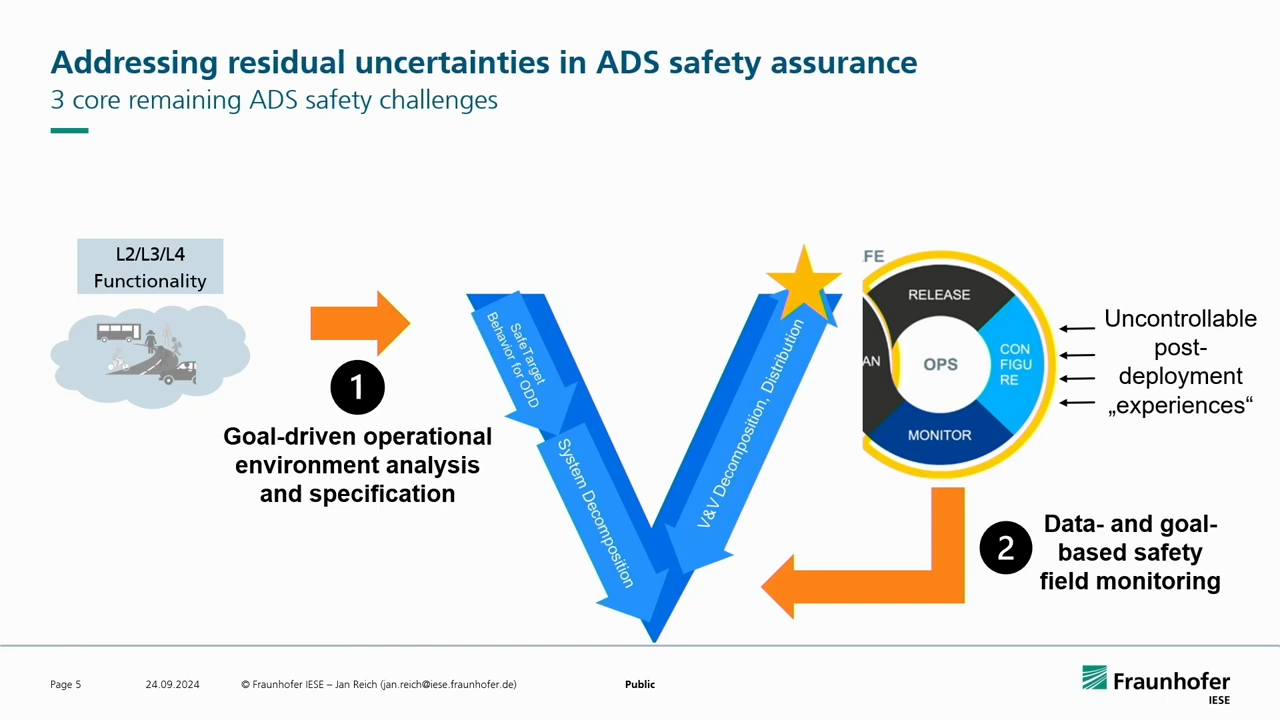 Addressing residual uncertainties in ADS safety assurance
3 core remaining ADS safety challenges
L2/L3/L4
Functionality
1
Goal-driven operational
environment analysis
and specification
SafeTarget
Behavior for ODD
System Decomposition
V&V Decomposition, Distribution
FE
RELEASE
AN
OPS
CON
FIGU
RE
MONITOR
Uncontrollable
post-
deployment
„experiences“
2
Data- and goal-
based safety
field monitoring
Page 5
24.09.2024
© Fraunhofer IESE – Jan Reich (jan.reich@iese.fraunhofer.de)
Public
Fraunhofer
IESE